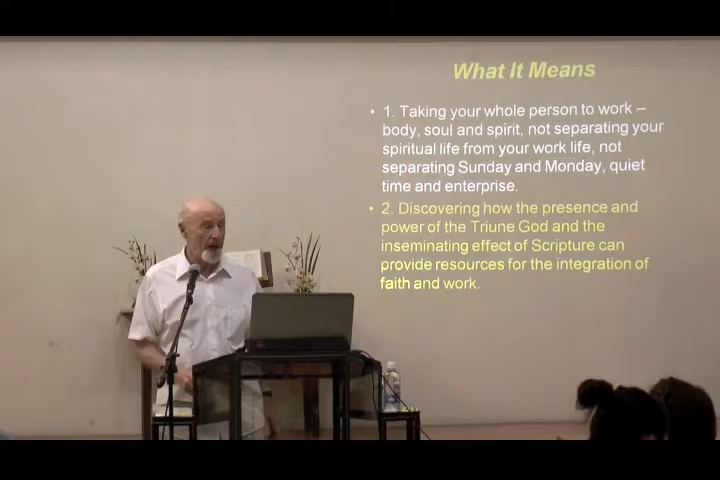 What It Means
• 1. Taking your whole person to work –
body, soul and spirit, not separating your
spiritual life from your work life, not
separating Sunday and Monday, quiet
time and enterprise.
• 2. Discovering how the presence and
power of the Triune God and the
inseminating effect of Scripture can
provide resources for the integration of
faith and work.